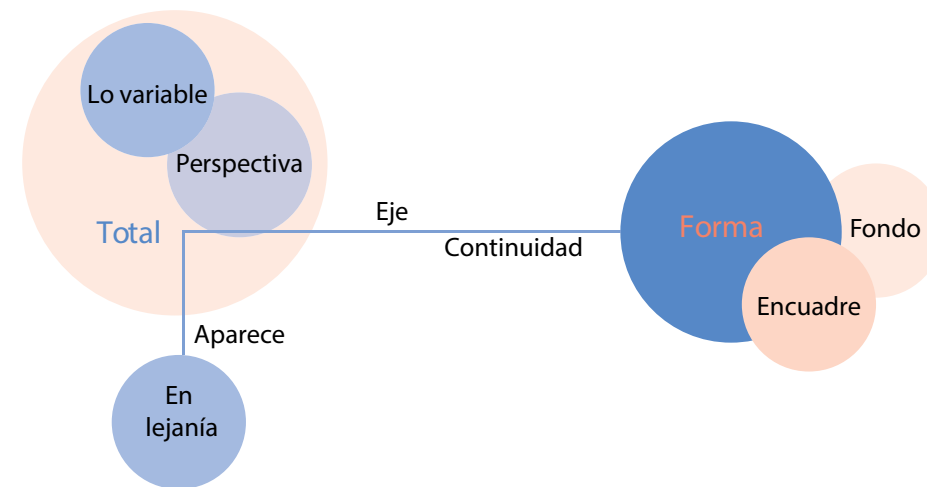 Lo variable
Perspectiva
Total
Eje
Continuidad
Aparece
En
lejanía
Forma
Fondo
Encuadre